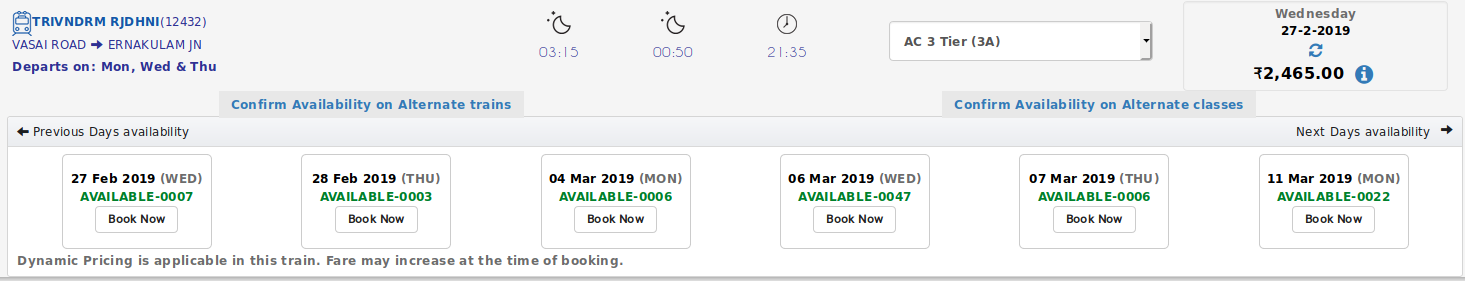 TRIVNDRM RJDHNI(12432)
VASAI ROAD ➔ ERNAKULAM JN
Departs on: Mon, Wed & Thu
03:15
00:50
21:35
AC 3 Tier (3A)
Wednesday
27-2-2019
₹2,465.00
Confirm Availability on Alternate trains
Confirm Availability on Alternate classes
Previous Days availability
Next Days availability
27 Feb 2019 (WED)
AVAILABLE-0007
Book Now
28 Feb 2019 (THU)
AVAILABLE-0003
Book Now
04 Mar 2019 (MON)
AVAILABLE-0006
Book Now
06 Mar 2019 (WED)
AVAILABLE-0047
Book Now
07 Mar 2019 (THU)
AVAILABLE-0006
Book Now
11 Mar 2019 (MON)
AVAILABLE-0022
Book Now
Dynamic Pricing is applicable in this train. Fare may increase at the time of booking.